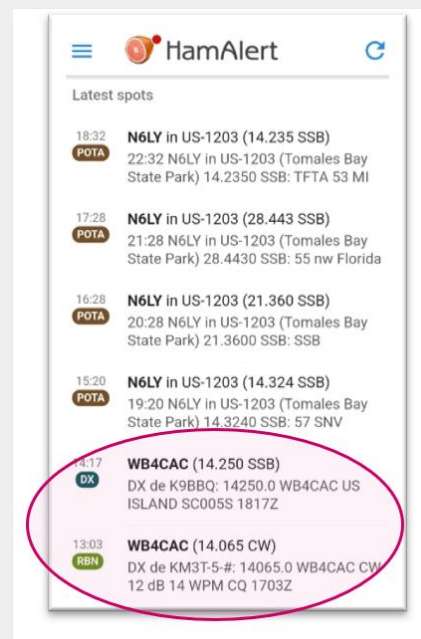 HamAlert
Latest spots
18:32
POTA
N6LY in US-1203 (14.235 SSB)
22:32 N6LY in US-1203 (Tomales Bay
State Park) 14.2350 SSB: TFTA 53 MI
17:28
POTA
N6LY in US-1203 (28.443 SSB)
21:28 N6LY in US-1203 (Tomales Bay
State Park) 28.4430 SSB: 55 nw Florida
16:28
POTA
N6LY in US-1203 (21.360 SSB)
20:28 N6LY in US-1203 (Tomales Bay
State Park) 21.3600 SSB: SSB
15:20
POTA
N6LY in US-1203 (14.324 SSB)
19:20 N6LY in US-1203 (Tomales Bay
State Park) 14.3240 SSB: 57 SNV
14:17
DX
WB4CAC (14.250 SSB)
DX de K9BBQ: 14250.0 WB4CAC US
ISLAND SC005S 1817Z
13:03
RBN
WB4CAC (14.065 CW)
DX de KM3T-5-#: 14065.0 WB4CAC CW
12 dB 14 WPM CQ 1703Z